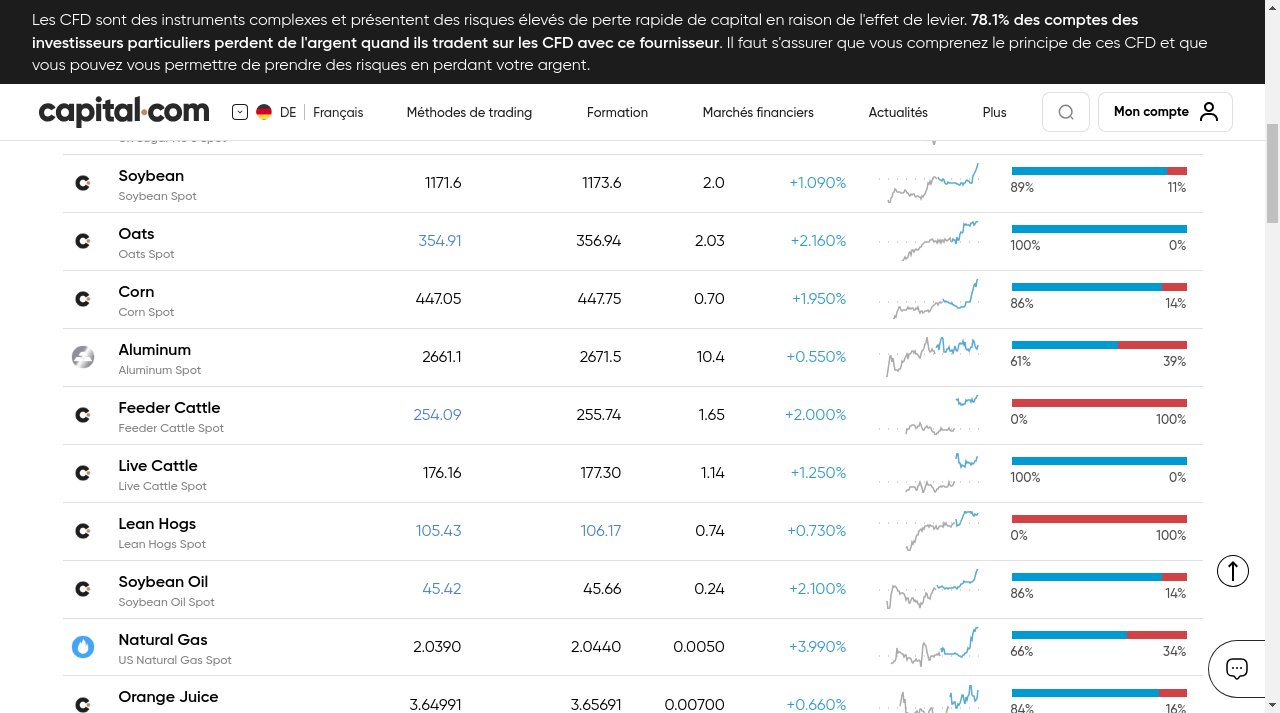 Les CFD sont des instruments complexes et présentent des risques élevés de perte rapide de capital en raison de l'effet de levier. 78.1% des comptes des
investisseurs particuliers perdent de l'argent quand ils tradent sur les CFD avec ce fournisseur. Il faut s'assurer que vous comprenez le principe de ces CFD et que
vous pouvez vous permettre de prendre des risques en perdant votre argent.
capital.com DE Français Méthodes de trading Formation Marchés financiers Actualités Plus Mon compte
Soybean 1171.6 1173.6 2.0 +1.090%
Soybean Spot 89% 11%
Oats 354.91 356.94 2.03 +2.160%
Oats Spot 100% 0%
Corn 447.05 447.75 0.70 +1.950%
Corn Spot 86% 14%
Aluminum 2661.1 2671.5 10.4 +0.550%
Aluminum Spot 61% 39%
Feeder Cattle 254.09 255.74 1.65 +2.000%
Feeder Cattle Spot 0% 100%
Live Cattle 176.16 177.30 1.14 +1.250%
Live Cattle Spot 100% 0%
Lean Hogs 105.43 106.17 0.74 +0.730%
Lean Hogs Spot 0% 100%
Soybean Oil 45.42 45.66 0.24 +2.100%
Soybean Oil Spot 86% 14%
Natural Gas 2.0390 2.0440 0.0050 +3.990%
US Natural Gas Spot 66% 34%
Orange Juice 3.64991 3.65691 0.00700 +0.660%
84% 16%